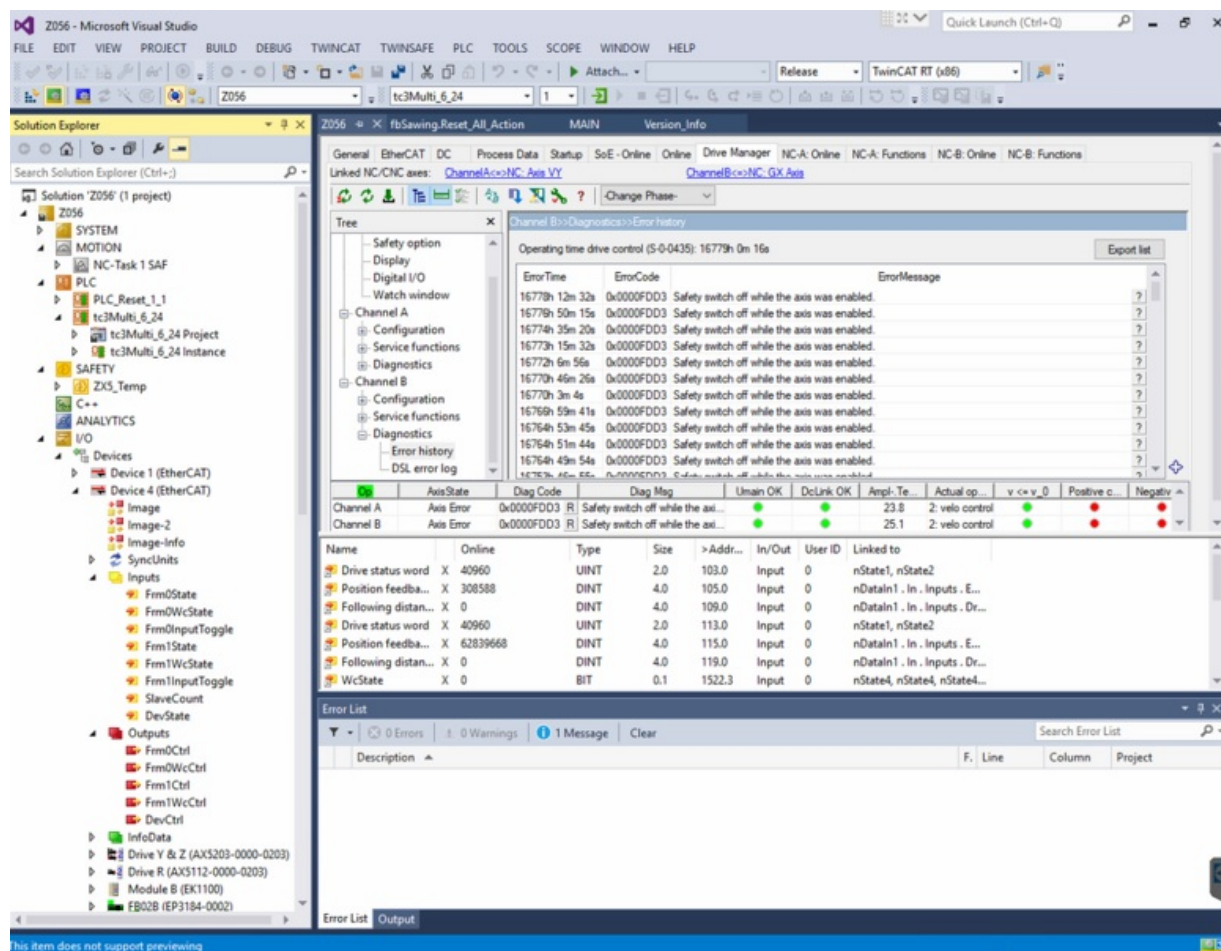 Z056 - Microsoft Visual Studio
Quick Launch (Ctrl+Q)
FILE EDIT VIEW PROJECT BUILD DEBUG TWINCAT TWINSAFE PLC TOOLS SCOPE WINDOW HELP
Attach... Release TwinCAT RT (x86)
Z056 tc3Multi_6_24 1
Solution Explorer
Z056 fbSawing.Reset_All_Action MAIN Version_Info
Search Solution Explorer (Ctrl+;)
Solution 'Z056' (1 project)
Z056
SYSTEM
MOTION
NC-Task 1 SAF
PLC
PLC_Reset_1_1
tc3Multi_6_24
tc3Multi_6_24 Project
tc3Multi_6_24 Instance
SAFETY
ZX5_Temp
C++
ANALYTICS
I/O
Devices
Device 1 (EtherCAT)
Device 4 (EtherCAT)
Image
Image-2
Image-Info
SyncUnits
Inputs
Frm0State
Frm0WcState
Frm0InputToggle
Frm1State
Frm1WcState
Frm1InputToggle
SlaveCount
DevState
Outputs
Frm0Ctrl
Frm0WcCtrl
Frm1Ctrl
Frm1WcCtrl
DevCtrl
InfoData
Drive Y & Z (AX5203-0000-0203)
Drive R (AX5112-0000-0203)
Module B (EK1100)
FB02B (EP3184-0002)
General EtherCAT DC Process Data Startup SoE - Online Online Drive Manager NC-A: Online NC-A: Functions NC-B: Online NC-B: Functions
Linked NC/CNC axes: ChannelA<=>NC: Axis VY ChannelB<=>NC: GX Axis
-Change Phase-
Tree
Safety option
Display
Digital I/O
Watch window
Channel A
Configuration
Service functions
Diagnostics
Channel B
Configuration
Service functions
Diagnostics
Error history
DSL error log
Channel B>>Diagnostics>>Error history
Operating time drive control (S-0-0435): 16779h 0m 16s Export list
ErrorTime ErrorCode ErrorMessage
16778h 12m 32s 0x0000FDD3 Safety switch off while the axis was enabled. ?
16776h 50m 15s 0x0000FDD3 Safety switch off while the axis was enabled. ?
16774h 35m 20s 0x0000FDD3 Safety switch off while the axis was enabled. ?
16773h 15m 32s 0x0000FDD3 Safety switch off while the axis was enabled. ?
16772h 6m 56s 0x0000FDD3 Safety switch off while the axis was enabled. ?
16770h 46m 26s 0x0000FDD3 Safety switch off while the axis was enabled. ?
16770h 3m 4s 0x0000FDD3 Safety switch off while the axis was enabled. ?
16766h 59m 41s 0x0000FDD3 Safety switch off while the axis was enabled. ?
16764h 53m 45s 0x0000FDD3 Safety switch off while the axis was enabled. ?
16764h 51m 44s 0x0000FDD3 Safety switch off while the axis was enabled. ?
16764h 49m 54s 0x0000FDD3 Safety switch off while the axis was enabled. ?
Op AxisState Diag Code Diag Msg Umain OK DcLink OK Ampl-.Te... Actual op... v <= v_0 Positive c... Negativ
Channel A Axis Error 0x0000FDD3 R Safety switch off while the axi... 23.8 2: velo control
Channel B Axis Error 0x0000FDD3 R Safety switch off while the axi... 25.1 2: velo control
Name Online Type Size >Addr... In/Out User ID Linked to
Drive status word X 40960 UINT 2.0 103.0 Input 0 nState1, nState2
Position feedba... X 308588 DINT 4.0 105.0 Input 0 nDataIn1 . In . Inputs . E...
Following distan... X 0 DINT 4.0 109.0 Input 0 nDataIn1 . In . Inputs . Dr...
Drive status word X 40960 UINT 2.0 113.0 Input 0 nState1, nState2
Position feedba... X 62839668 DINT 4.0 115.0 Input 0 nDataIn1 . In . Inputs . E...
Following distan... X 0 DINT 4.0 119.0 Input 0 nDataIn1 . In . Inputs . Dr...
WcState X 0 BIT 0.1 1522.3 Input 0 nState4, nState4, nState4...
Error List
0 Errors 0 Warnings 1 Message Clear Search Error List
Description F. Line Column Project
Error List Output
This item does not support previewing